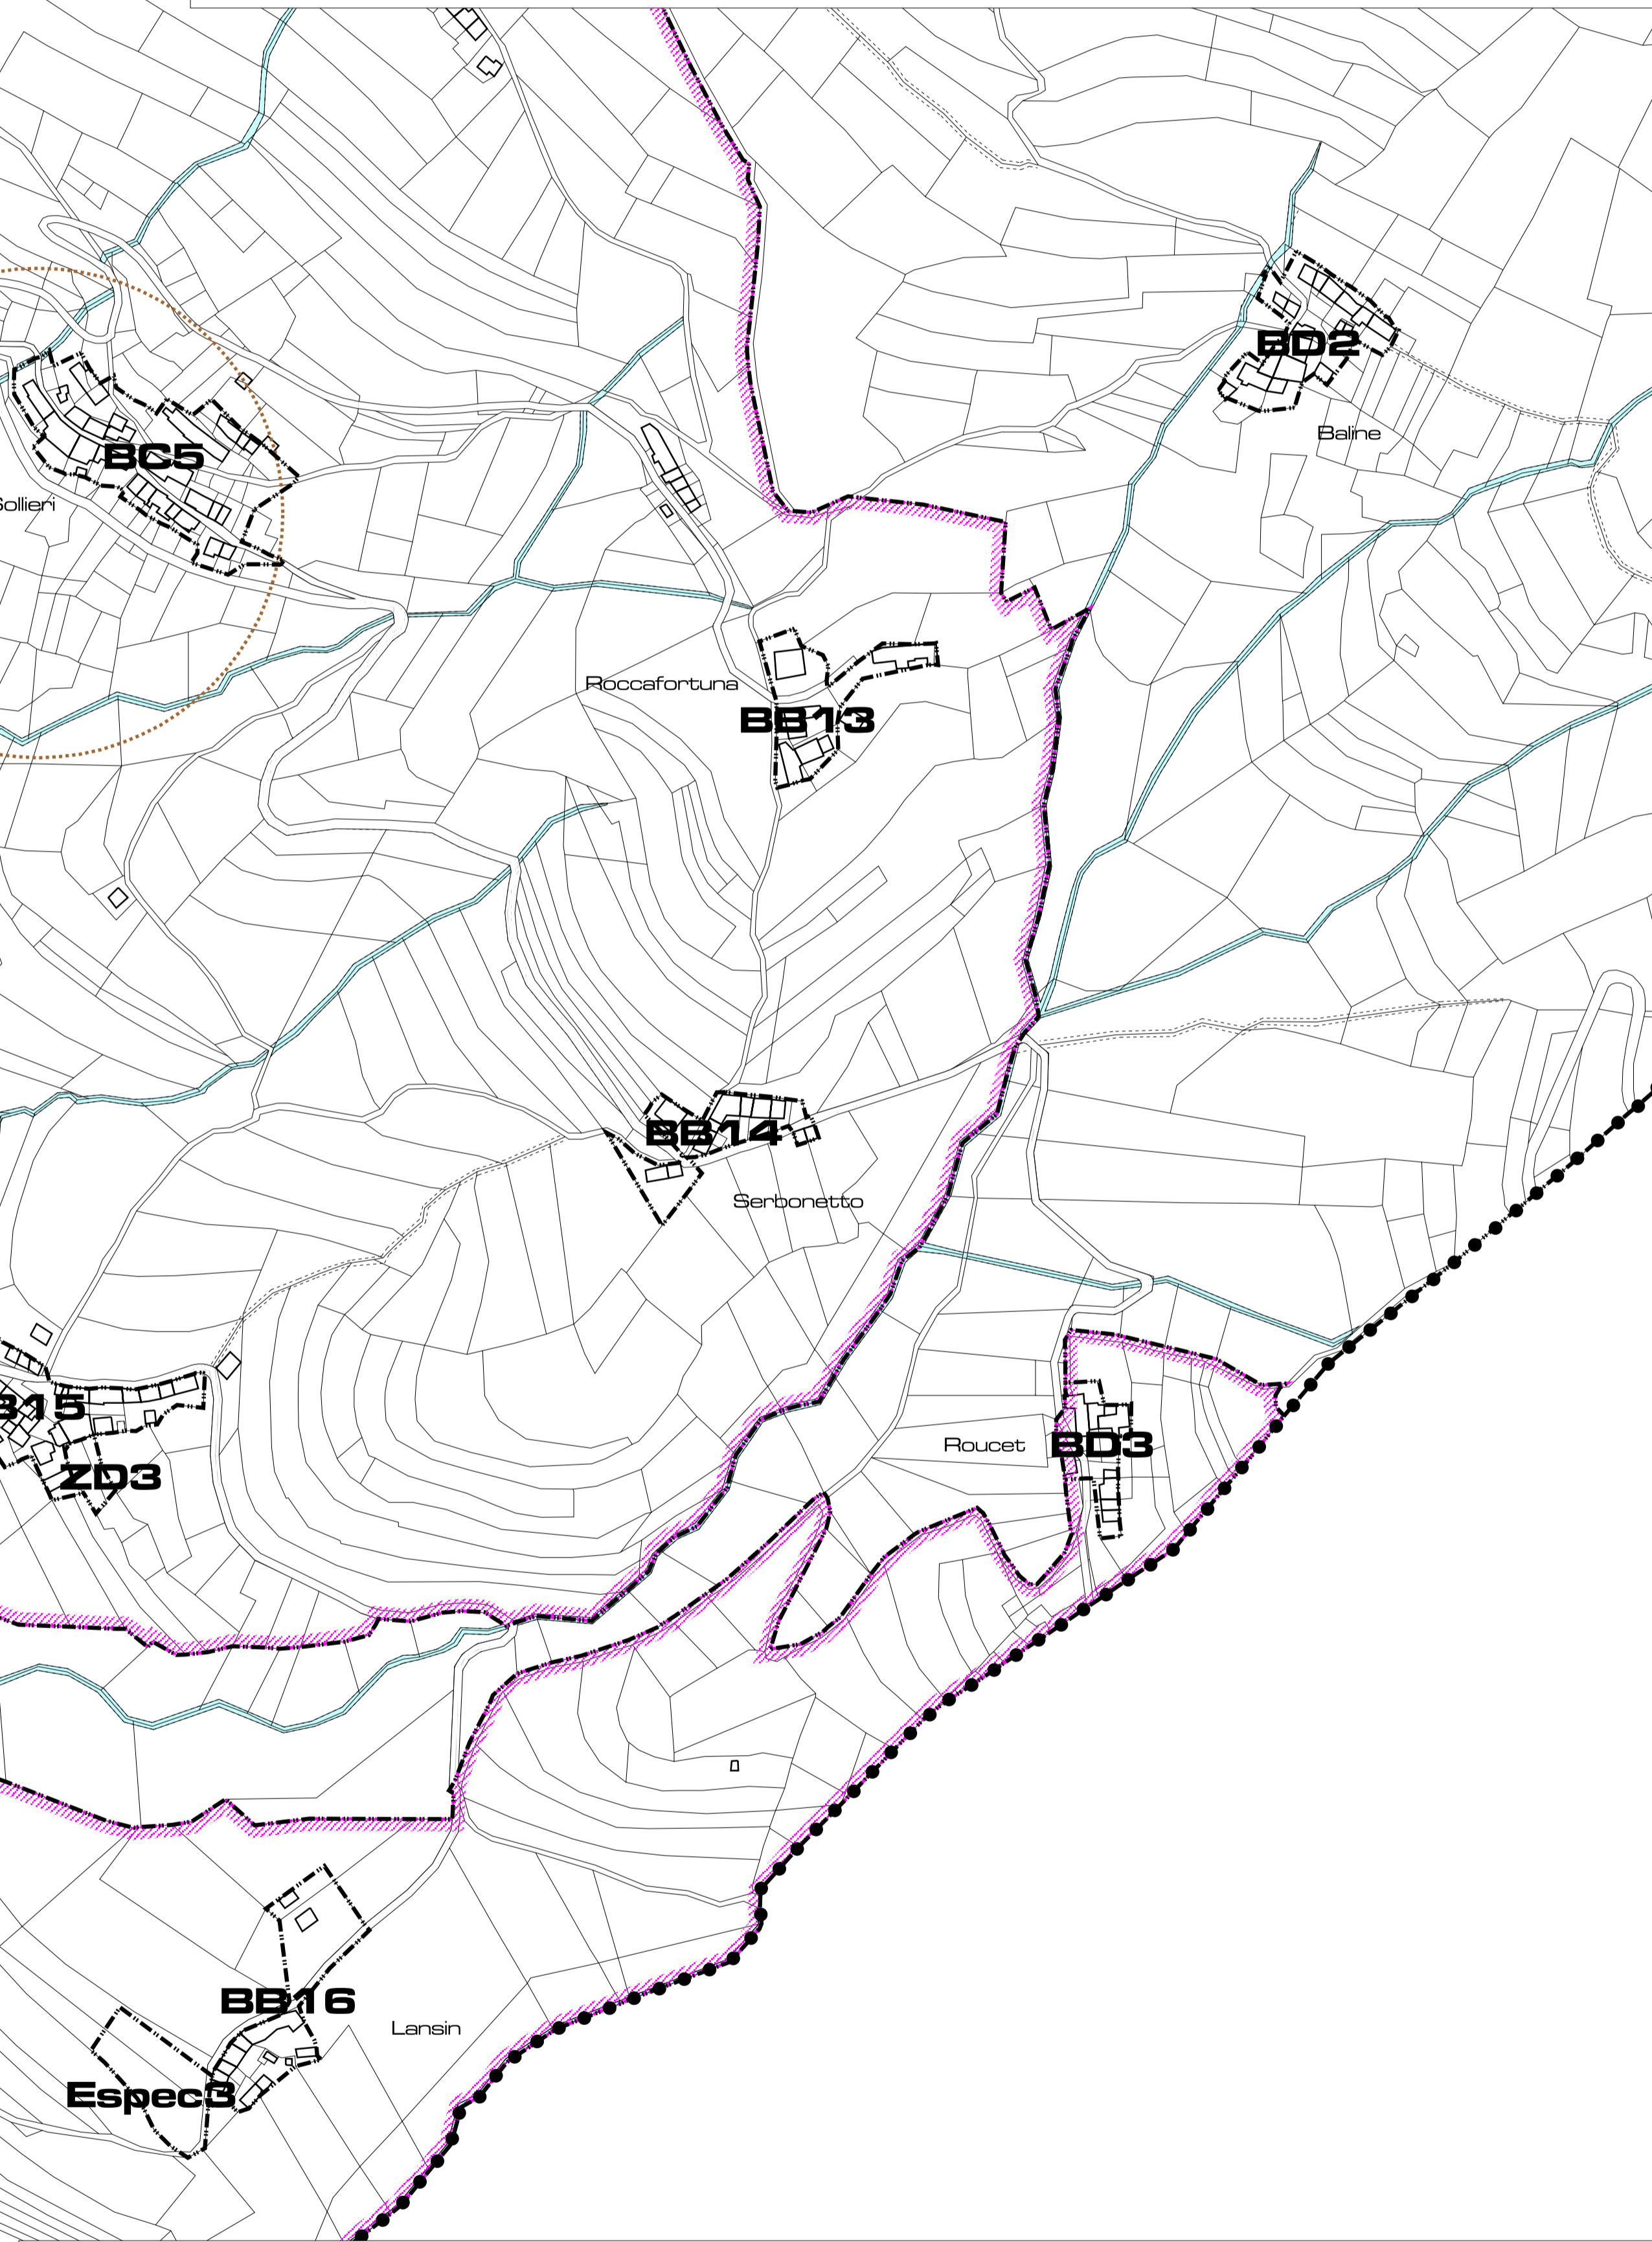 BD2
Baline
BC5
Sollieri
Roccafortuna
BB13
BB14
Serbonetto
B15
Roucet
BD3
ZD3
BB16
Lansin
Espec3